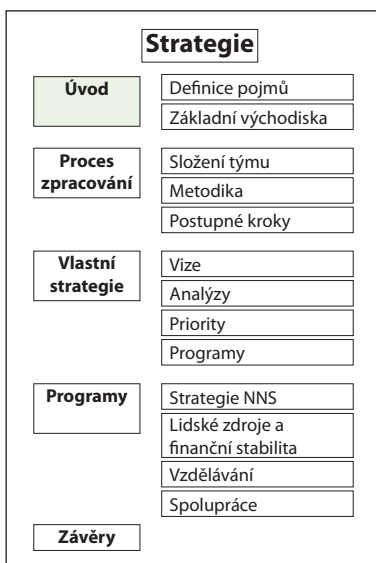 Strategie
Úvod
Definice pojmů
Základní východiska
Proces
zpracování
Složení týmu
Metodika
Postupné kroky
Vlastní
strategie
Vize
Analýzy
Priority
Programy
Programy
Strategie NNS
Lidské zdroje a
finanční stabilita
Vzdělávání
Spolupráce
Závěry